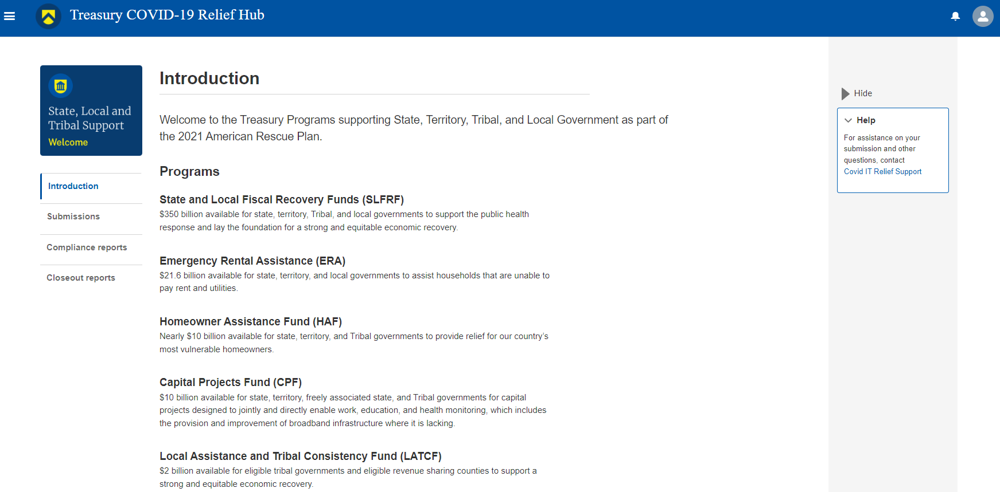 Treasury COVID-19 Relief Hub
State, Local and
Tribal Support
Welcome
Introduction
Submissions
Compliance reports
Closeout reports
Introduction
Welcome to the Treasury Programs supporting State, Territory, Tribal, and Local Government as part of
the 2021 American Rescue Plan.
Programs
State and Local Fiscal Recovery Funds (SLFRF)
$350 billion available for state, territory, Tribal, and local governments to support the public health
response and lay the foundation for a strong and equitable economic recovery.
Emergency Rental Assistance (ERA)
$21.6 billion available for state, territory, and local governments to assist households that are unable to
pay rent and utilities.
Homeowner Assistance Fund (HAF)
Nearly $10 billion available for state, territory, and Tribal governments to provide relief for our country’s
most vulnerable homeowners.
Capital Projects Fund (CPF)
$10 billion available for state, territory, freely associated state, and Tribal governments for capital
projects designed to jointly and directly enable work, education, and health monitoring, which includes
the provision and improvement of broadband infrastructure where it is lacking.
Local Assistance and Tribal Consistency Fund (LATCF)
$2 billion available for eligible tribal governments and eligible revenue sharing counties to support a
strong and equitable economic recovery.
Hide
Help
For assistance on your
submission and other
questions, contact
Covid IT Relief Support